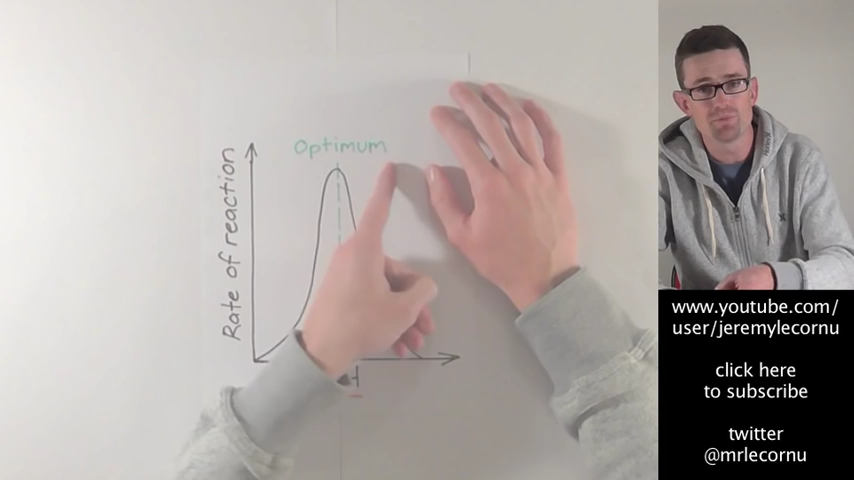 Optimum
Rate of reaction
www.youtube.com/
user/jeremylecornu
click here
to subscribe
twitter
@mrlecornu